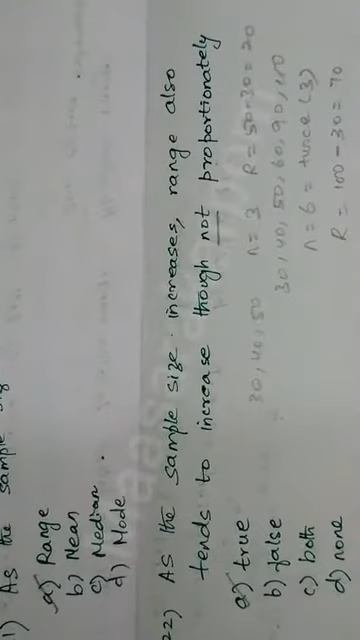 1) As the sample
a) Range
b) Mean
c) Median.
d) Mode
22) As the sample size increases, range also
tends to increase though not proportionately
a) true 30, 40, 50 n = 3 R = 50-30 = 20
b) false 30, 40, 50, 60, 90, 100
c) both n = 6 = twice (3)
d) none R = 100 - 30 = 70